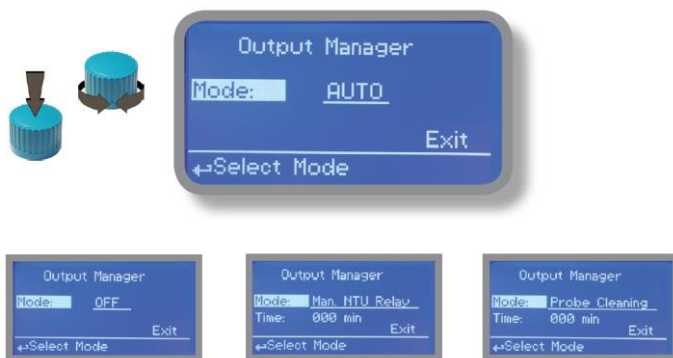 Output Manager
Mode: AUTO
Exit
↵Select Mode
Output Manager
Mode: OFF
Exit
↵Select Mode
Output Manager
Mode: Man. NTU Relay
Time: 000 min
Exit
↵Select Mode
Output Manager
Mode: Probe Cleaning
Time: 000 min
Exit
↵Select Mode